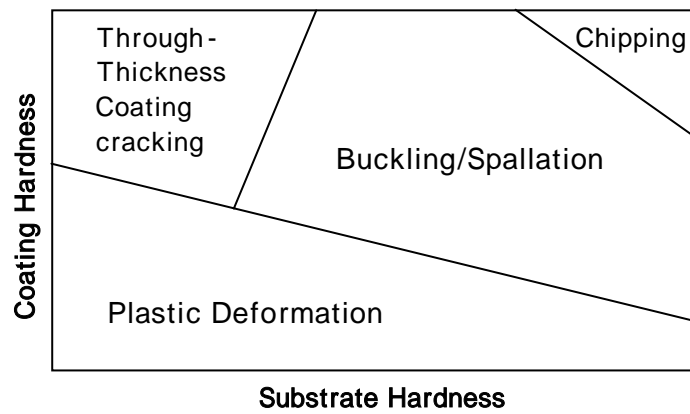 Through-
Thickness
Coating
cracking
Chipping
Buckling/Spallation
Plastic Deformation
Coating Hardness
Substrate Hardness